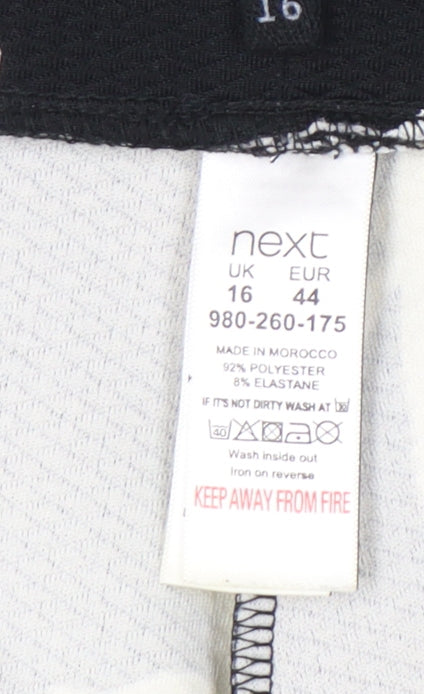 16
next
UK EUR
16 44
980-260-175
MADE IN MOROCCO
92% POLYESTER
8% ELASTANE
IF IT'S NOT DIRTY WASH AT 30
40
Wash inside out
Iron on reverse
KEEP AWAY FROM FIRE